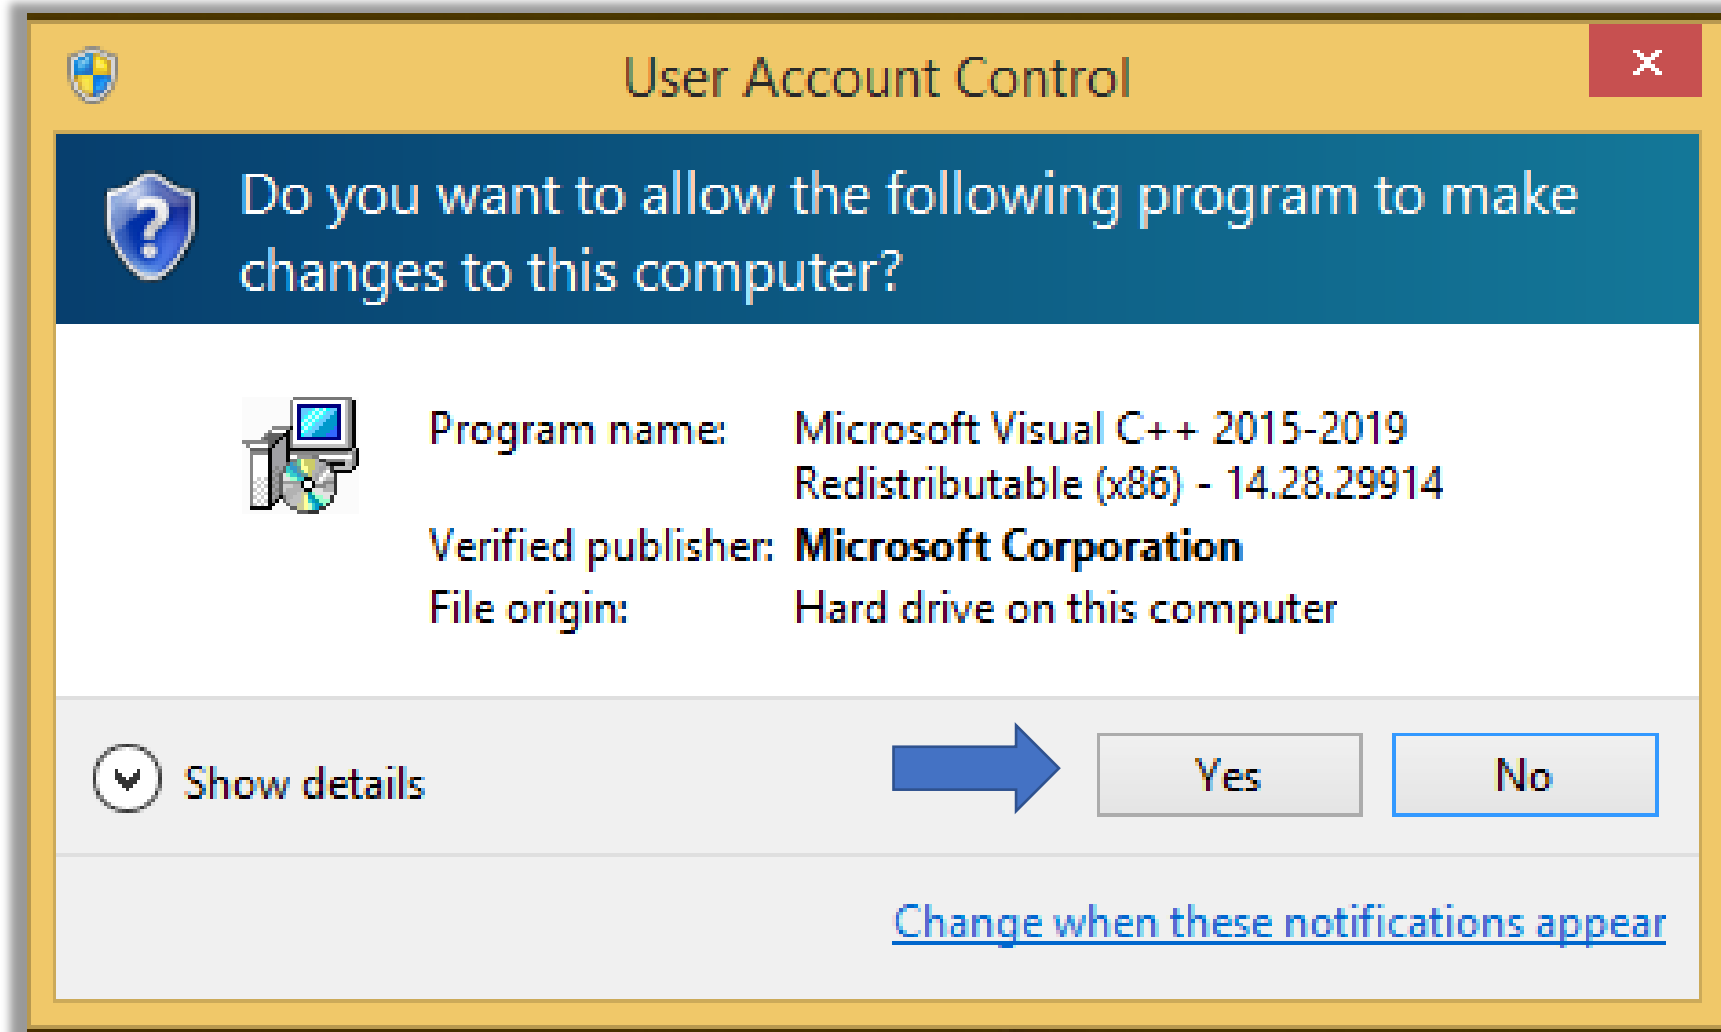 User Account Control
Do you want to allow the following program to make
changes to this computer?
Program name: Microsoft Visual C++ 2015-2019
Redistributable (x86) - 14.28.29914
Verified publisher: Microsoft Corporation
File origin: Hard drive on this computer
Show details
Yes No
Change when these notifications appear